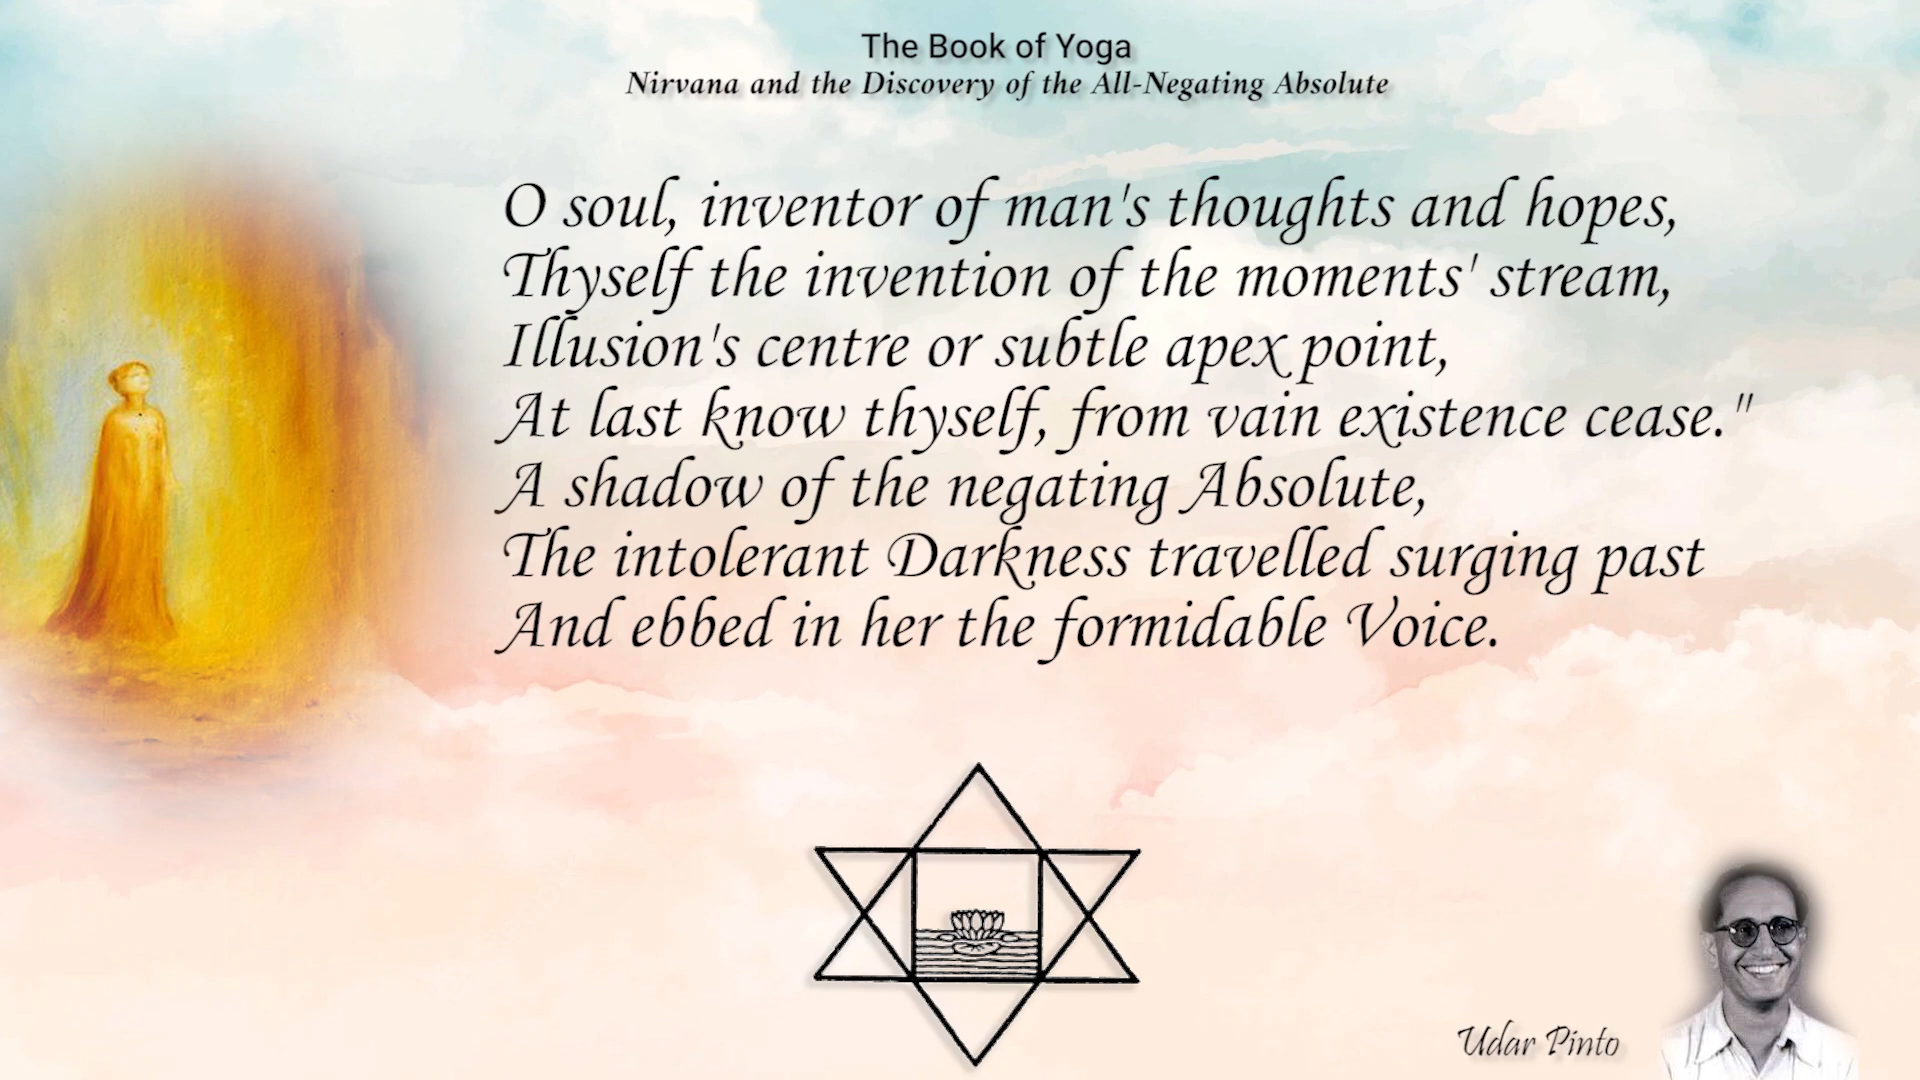 The Book of Yoga
Nirvana and the Discovery of the All-Negating Absolute
O soul, inventor of man's thoughts and hopes,
Thyself the invention of the moments' stream,
Illusion's centre or subtle apex point,
At last know thyself, from vain existence cease."
A shadow of the negating Absolute,
The intolerant Darkness travelled surging past
And ebbed in her the formidable Voice.
Udar Pinto